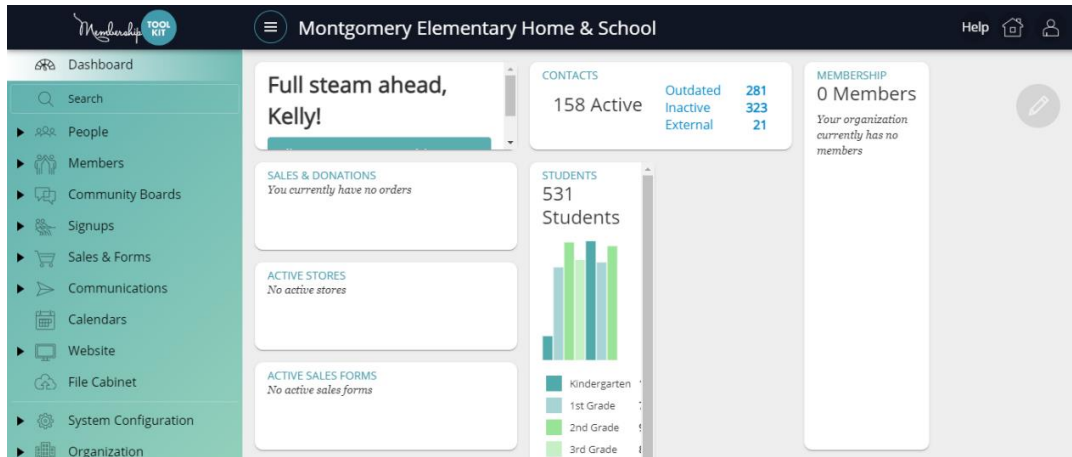 Membership TOOL KIT
Montgomery Elementary Home & School
Help
Dashboard
Search
People
Members
Community Boards
Signups
Sales & Forms
Communications
Calendars
Website
File Cabinet
System Configuration
Organization
Full steam ahead,
Kelly!
SALES & DONATIONS
You currently have no orders
ACTIVE STORES
No active stores
ACTIVE SALES FORMS
No active sales forms
CONTACTS
158 Active
Outdated 281
Inactive 323
External 21
STUDENTS
531
Students
Kindergarten
1st Grade
2nd Grade
3rd Grade
MEMBERSHIP
0 Members
Your organization
currently has no
members